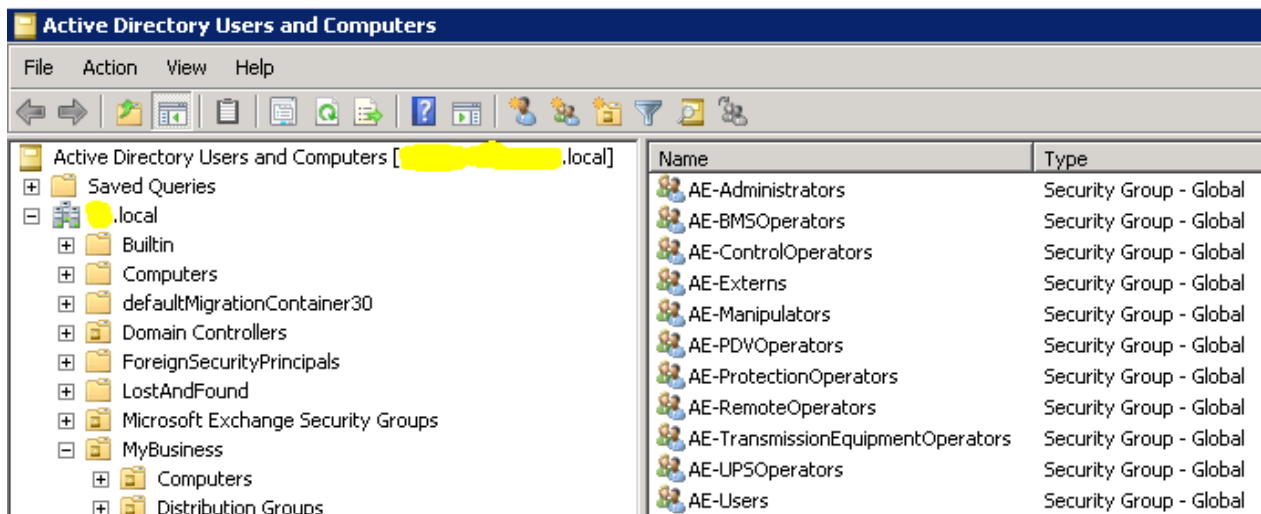 Active Directory Users and Computers
File Action View Help
Active Directory Users and Computers [ .local]
Saved Queries
.local
Builtin
Computers
defaultMigrationContainer30
Domain Controllers
ForeignSecurityPrincipals
LostAndFound
Microsoft Exchange Security Groups
MyBusiness
Computers
Distribution Groups
Name Type
AE-Administrators Security Group - Global
AE-BMSOperators Security Group - Global
AE-ControlOperators Security Group - Global
AE-Externs Security Group - Global
AE-Manipulators Security Group - Global
AE-PDVOperators Security Group - Global
AE-ProtectionOperators Security Group - Global
AE-RemoteOperators Security Group - Global
AE-TransmissionEquipmentOperators Security Group - Global
AE-UPSOperators Security Group - Global
AE-Users Security Group - Global